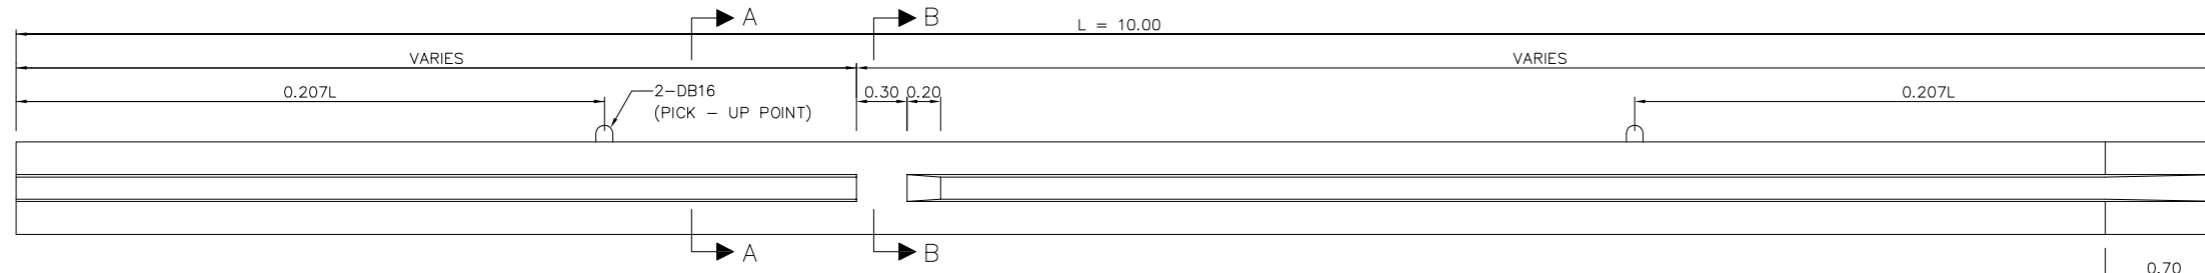 A
B
L = 10.00
VARIES
VARIES
0.207L
2-DB16
(PICK - UP POINT)
0.30
0.20
0.207L
A
B
0.70